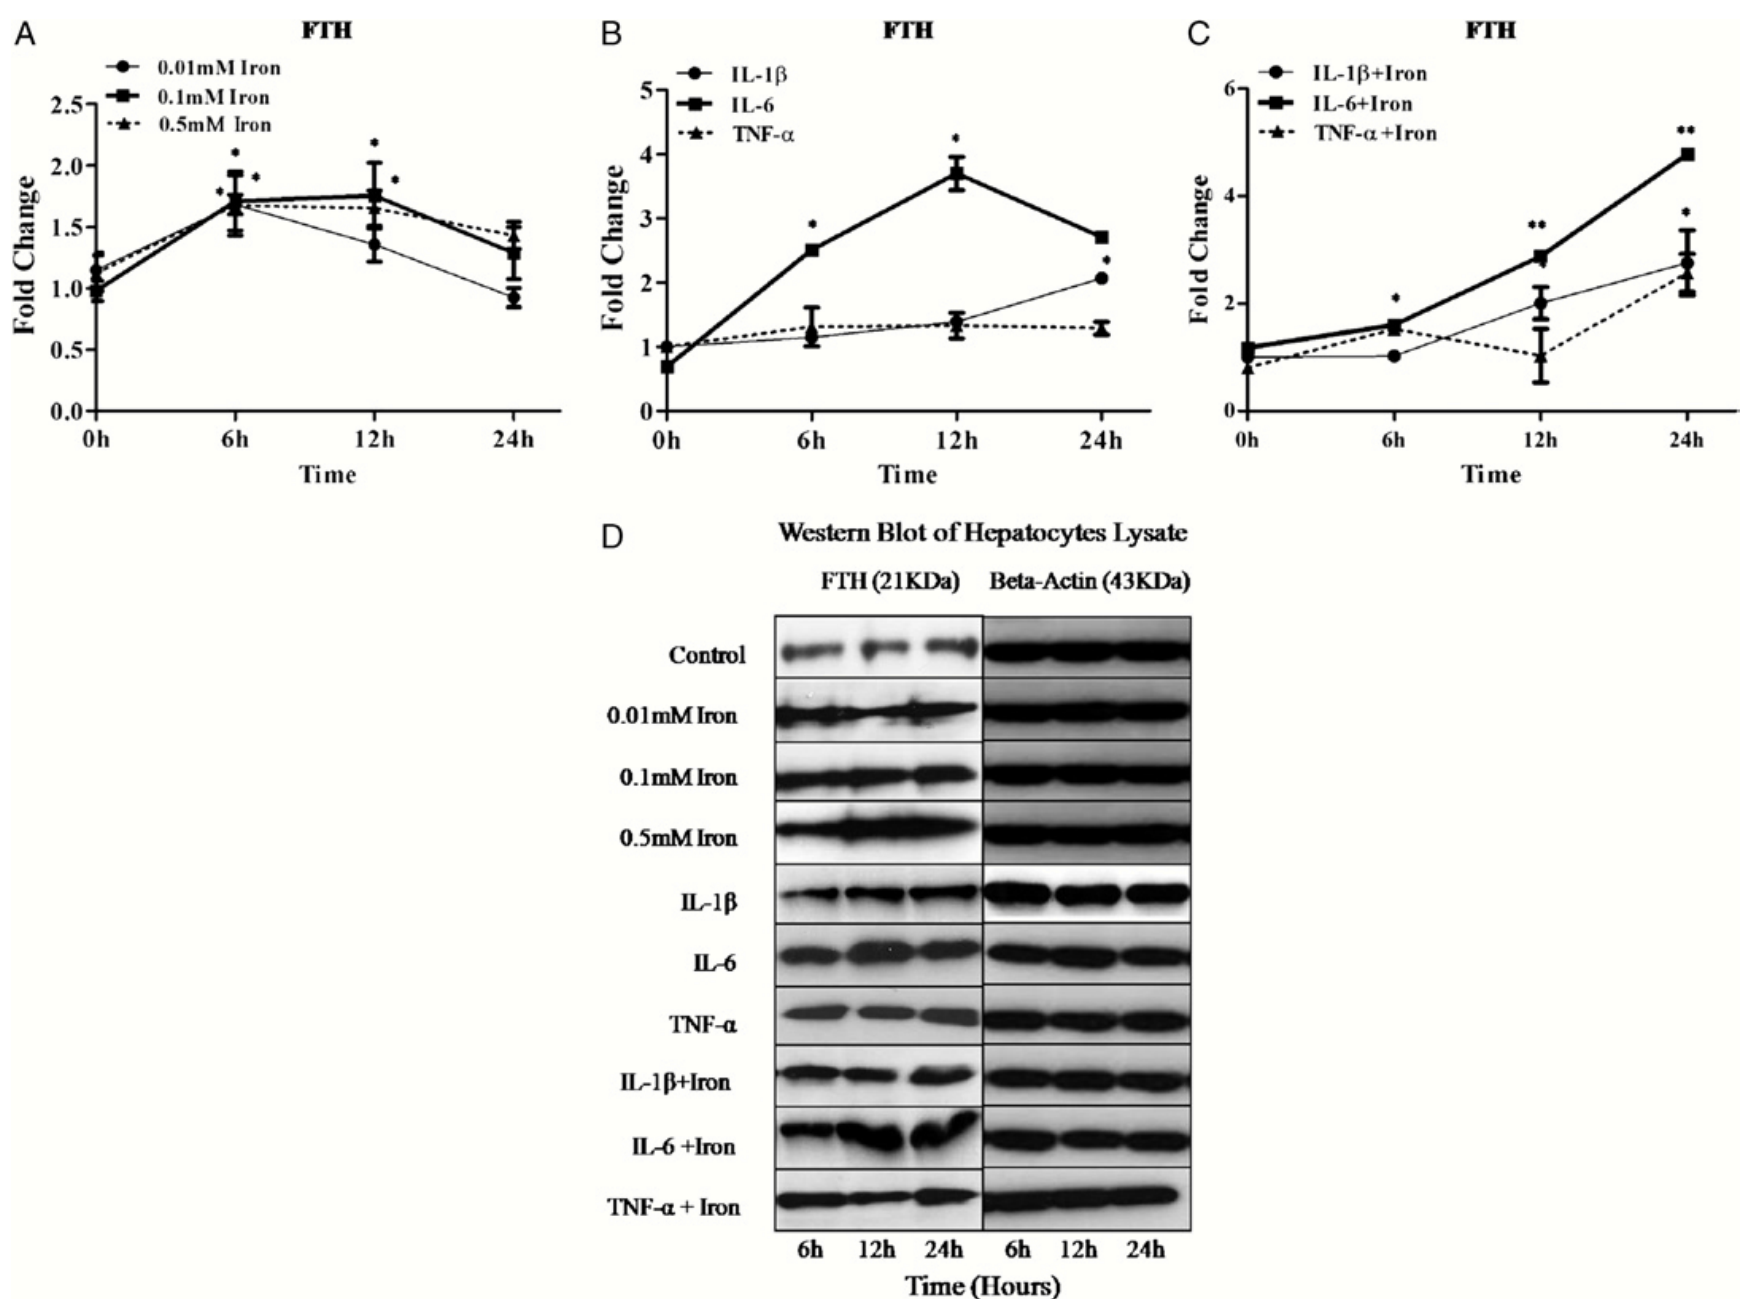 A
FTH
0.01mM Iron
0.1mM Iron
0.5mM Iron
Fold Change
2.5
2.0
1.5
1.0
0.5
0.0
* * *
* *
0h 6h 12h 24h
Time
B
FTH
IL-1β
IL-6
TNF-α
Fold Change
5
4
3
2
1
0
*
*
*
0h 6h 12h 24h
Time
C
FTH
IL-1β+Iron
IL-6+Iron
TNF-α+Iron
Fold Change
6
4
2
0
*
**
*
**
*
0h 6h 12h 24h
Time
D
Western Blot of Hepatocytes Lysate
FTH (21KDa) Beta-Actin (43KDa)
Control
0.01mM Iron
0.1mM Iron
0.5mM Iron
IL-1β
IL-6
TNF-α
IL-1β+Iron
IL-6 +Iron
TNF-α + Iron
6h 12h 24h 6h 12h 24h
Time (Hours)